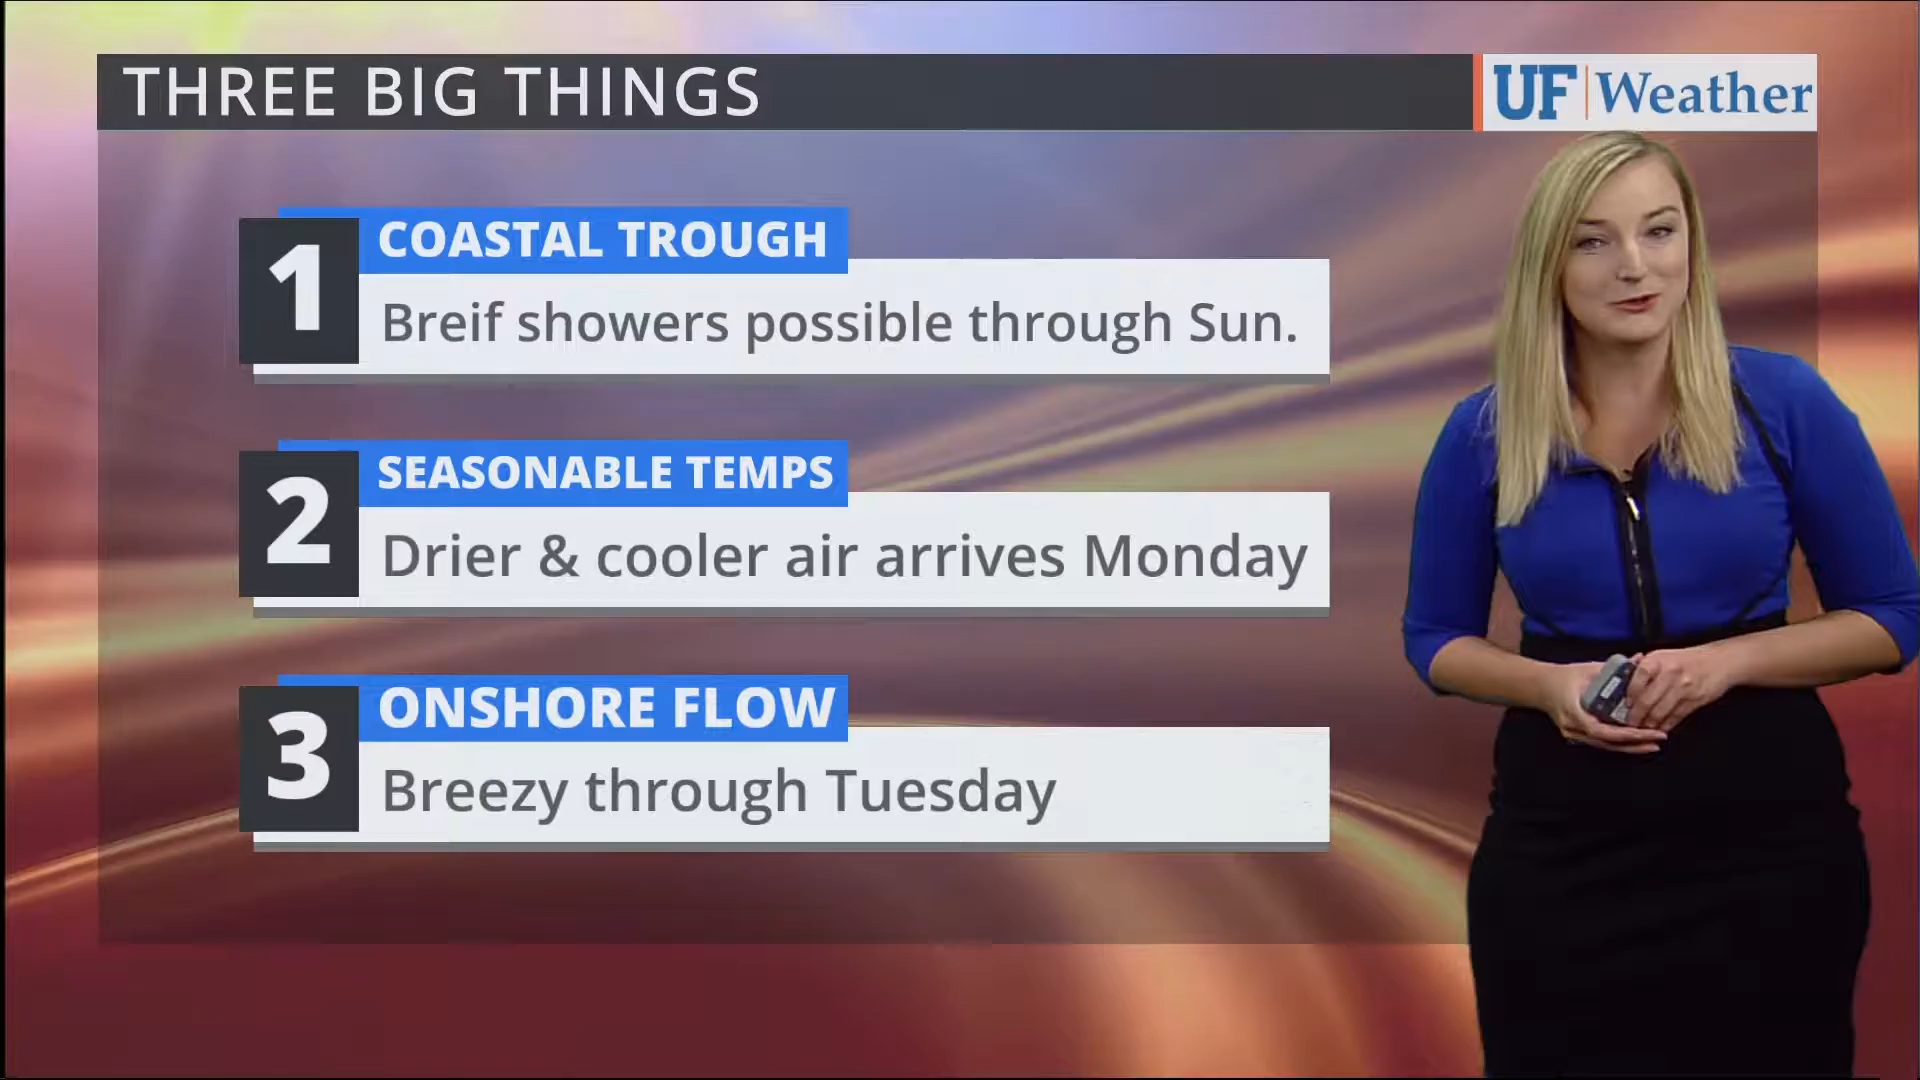 THREE BIG THINGS
UF Weather
1
COASTAL TROUGH
Breif showers possible through Sun.
2
SEASONABLE TEMPS
Drier & cooler air arrives Monday
3
ONSHORE FLOW
Breezy through Tuesday